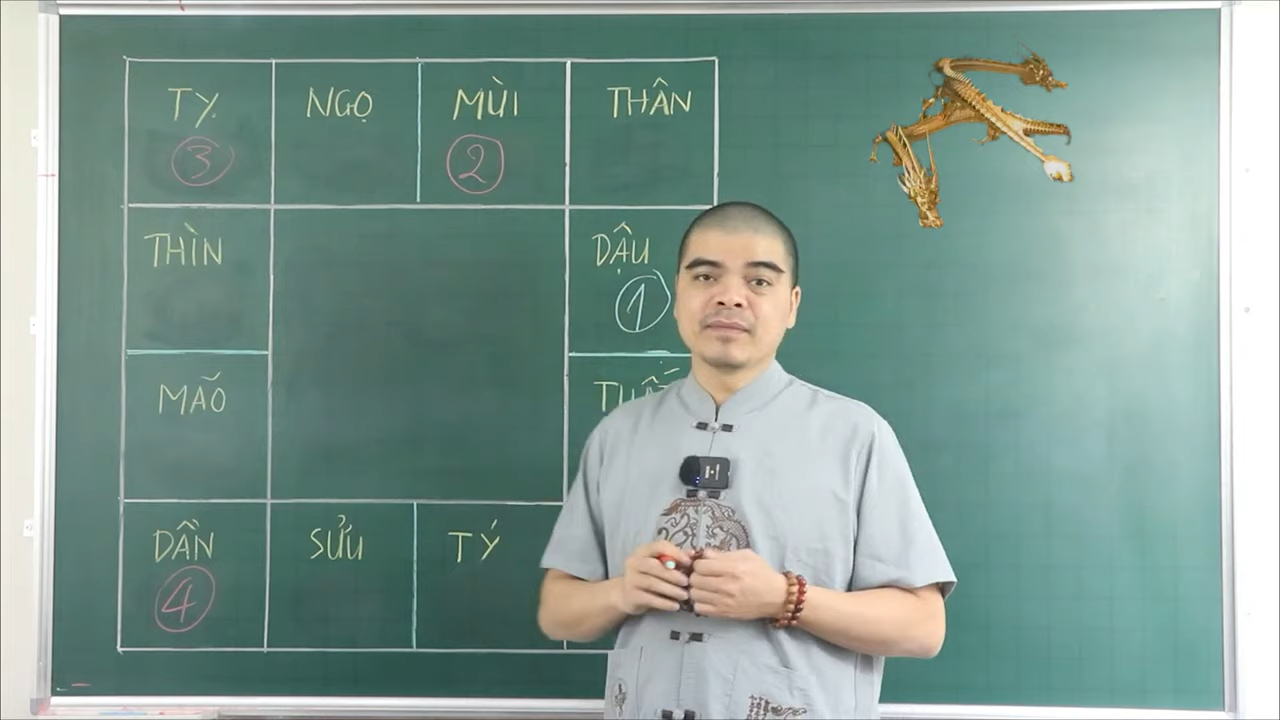 TỴ NGỌ MÙI THÂN
3 2
THÌN DẬU
1
MÃO
DẦN SỬU TÝ
4